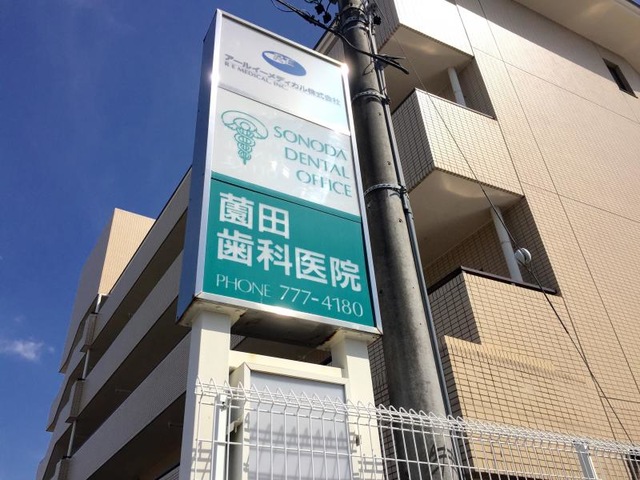 アールイーメディカル株式会社
R E MEDICAL, INC.
SONODA
DENTAL
OFFICE
薗田
歯科医院
PHONE 777-4180